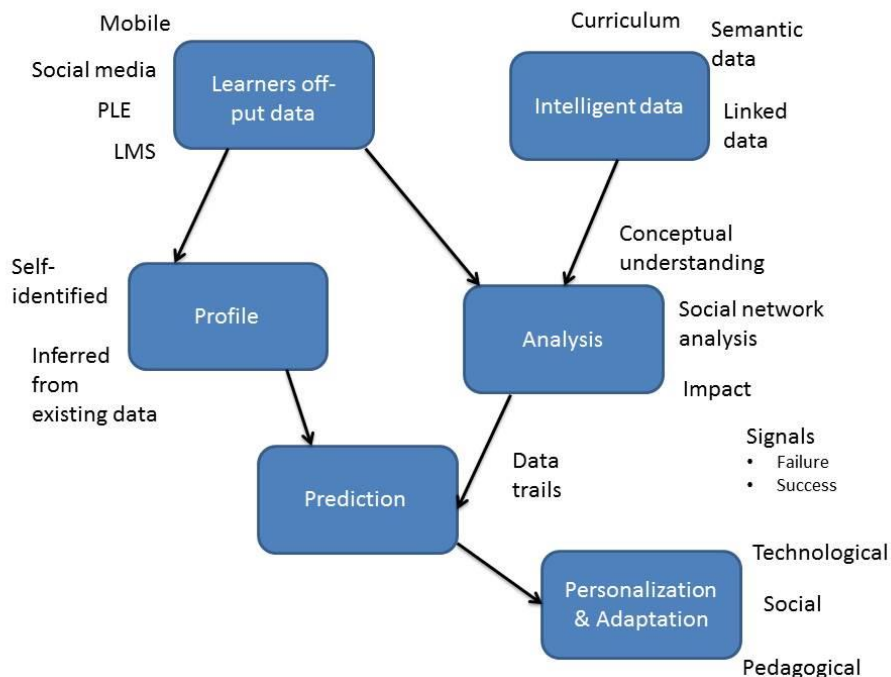 Mobile
Social media
PLE
LMS
Learners off-
put data
Curriculum
Semantic
data
Intelligent data
Linked
data
Self-
identified
Profile
Inferred
from
existing data
Conceptual
understanding
Analysis
Social network
analysis
Impact
Prediction
Data
trails
Signals
• Failure
• Success
Personalization
& Adaptation
Technological
Social
Pedagogical